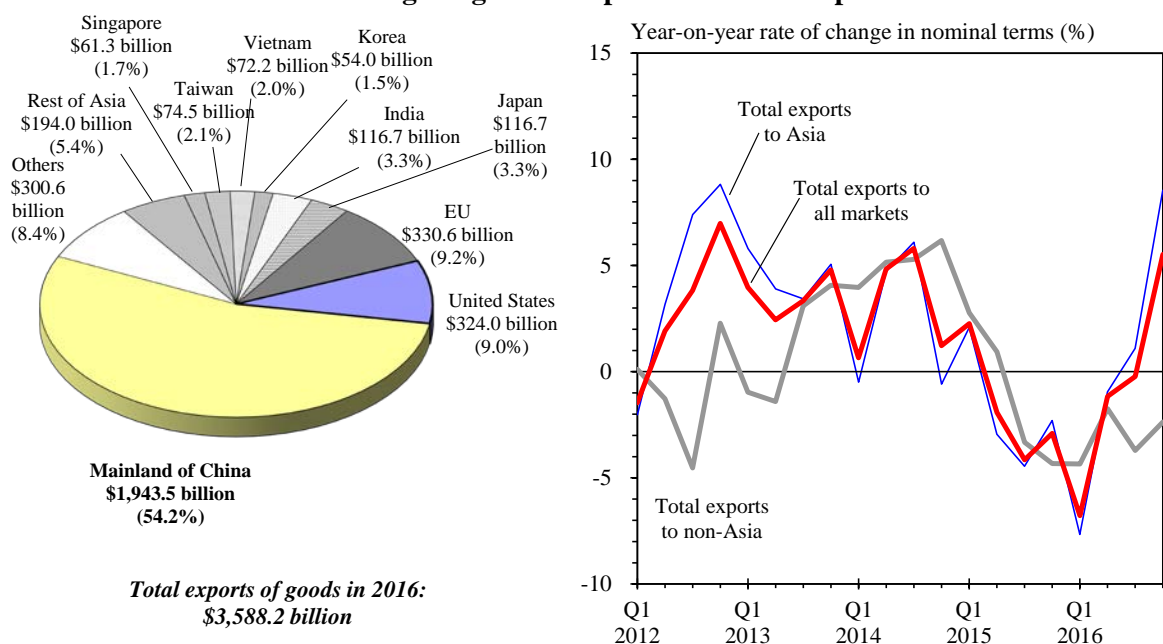 Singapore
$61.3 billion
(1.7%)
Vietnam
$72.2 billion
(2.0%)
Korea
$54.0 billion
(1.5%)
Rest of Asia
$194.0 billion
(5.4%)
Taiwan
$74.5 billion
(2.1%)
India
$116.7 billion
(3.3%)
Japan
$116.7
billion
(3.3%)
Others
$300.6
billion
(8.4%)
EU
$330.6 billion
(9.2%)
United States
$324.0 billion
(9.0%)
Mainland of China
$1,943.5 billion
(54.2%)
Total exports of goods in 2016:
$3,588.2 billion
Year-on-year rate of change in nominal terms (%)
15
10
5
0
-5
-10
Total exports
to Asia
Total exports to
all markets
Total exports
to non-Asia
Q1 Q1 Q1 Q1 Q1
2012 2013 2014 2015 2016